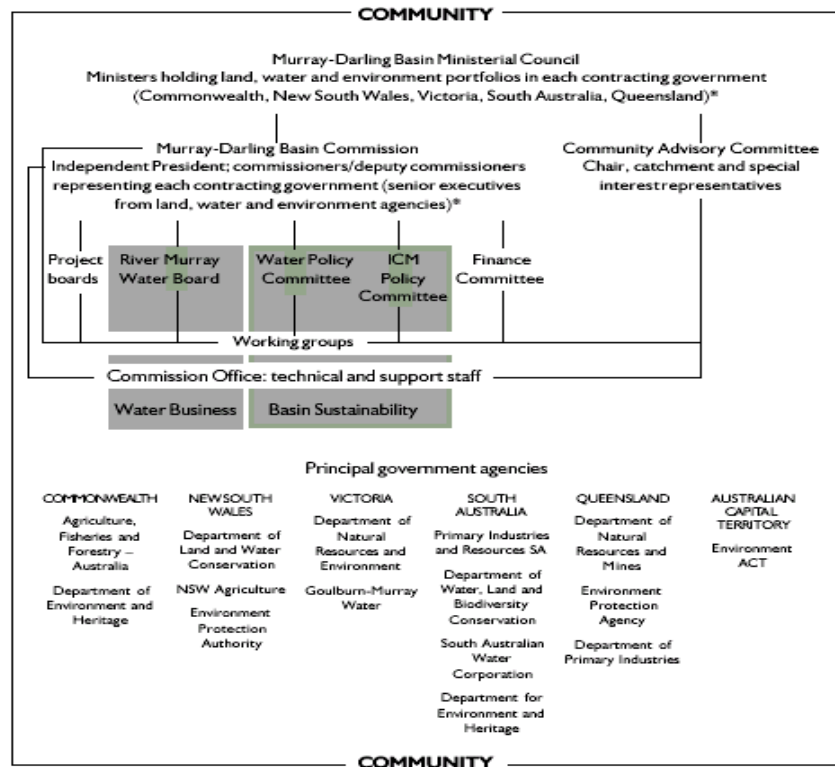 COMMUNITY
Murray-Darling Basin Ministerial Council
Ministers holding land, water and environment portfolios in each contracting government
(Commonwealth, New South Wales, Victoria, South Australia, Queensland)*
Murray-Darling Basin Commission
Independent President; commissioners/deputy commissioners
representing each contracting government (senior executives
from land, water and environment agencies)*
Community Advisory Committee
Chair, catchment and special
interest representatives
Project
boards
River Murray
Water Board
Water Policy
Committee
ICM
Policy
Committee
Finance
Committee
Working groups
Commission Office: technical and support staff
Water Business
Basin Sustainability
Principal government agencies
COMMONWEALTH
Agriculture,
Fisheries and
Forestry –
Australia
Department of
Environment and
Heritage
NEW SOUTH
WALES
Department of
Land and Water
Conservation
NSW Agriculture
Environment
Protection
Authority
VICTORIA
Department of
Natural
Resources and
Environment
Goulburn-Murray
Water
SOUTH
AUSTRALIA
Primary Industries
and Resources SA
Department of
Water, Land and
Biodiversity
Conservation
South Australian
Water
Corporation
Department for
Environment and
Heritage
QUEENSLAND
Department of
Natural
Resources and
Mines
Environment
Protection
Agency
Department of
Primary Industries
AUSTRALIAN
CAPITAL
TERRITORY
Environment
ACT
COMMUNITY